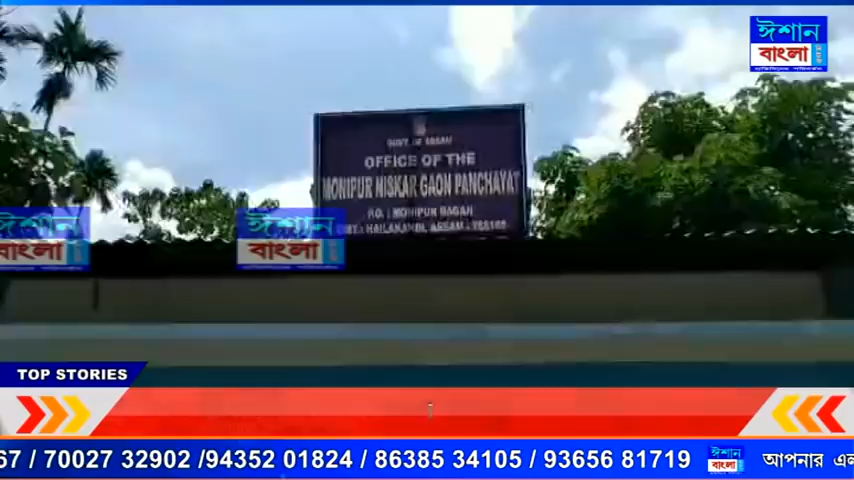 ঈশান
বাংলা
GOVT. OF ASSAM
OFFICE OF THE
MONIPUR NISKAR GAON PANCHAYAT
P.O. : MONIPUR BAGAN
DIST : HAILAKANDI, ASSAM
ঈশান
বাংলা
ঈশান
বাংলা
TOP STORIES
67 / 70027 32902 /94352 01824 / 86385 34105 / 93656 81719
ঈশান
বাংলা
আপনার